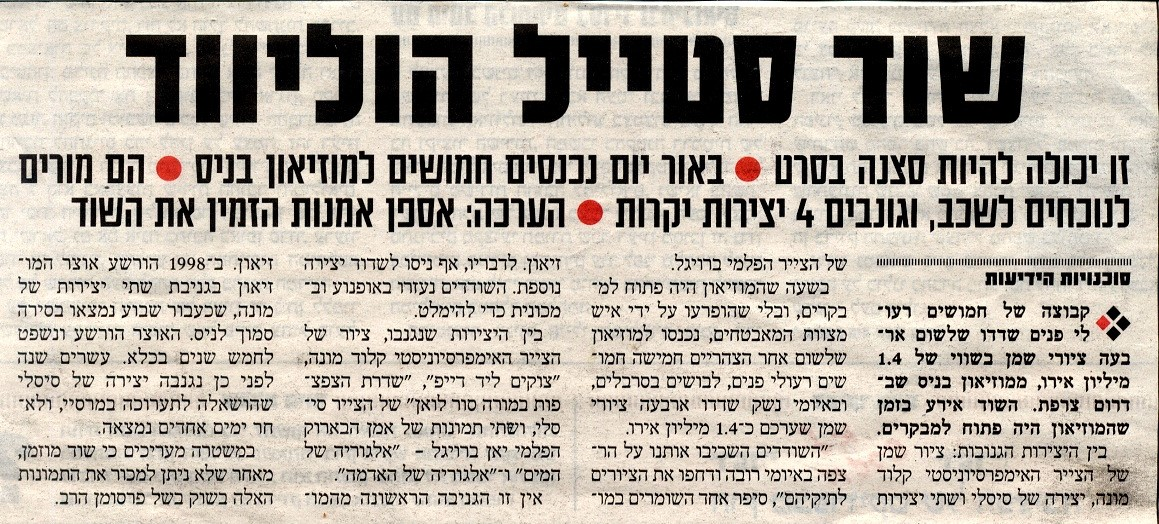 שוד סטייל הוליווד
זו יכולה להיות סצנה בסרט ● באור יום נכנסים חמושים למוזיאון בניס ● הם מורים
לנוכחים לשכב, וגונבים 4 יצירות יקרות ● הערכה: אספן אמנות הזמין את השוד
סוכנויות הידיעות
קבוצה של חמושים רעו־
לי פנים שדדו שלשום אר־
בעה ציורי שמן בשווי של 1.4
מיליון אירו, ממוזיאון בניס שב־
דרום צרפת. השוד אירע בזמן
שהמוזיאון היה פתוח למבקרים.
בין היצירות הגנובות: ציור שמן
של הצייר האימפרסיוניסטי קלוד
מונה, יצירה של סיסלי ושתי יצירות
של הצייר הפלמי ברויגל.
בשעה שהמוזיאון היה פתוח למ־
בקרים, ובלי שהופרעו על ידי איש
מצוות המאבטחים, נכנסו למוזיאון
שלשום אחר הצהריים חמישה חמו־
שים רעולי פנים, לבושים בסרבלים,
ובאיומי נשק שדדו ארבעה ציורי
שמן שערכם כ־1.4 מיליון אירו.
"השודדים השכיבו אותנו על הר־
צפה באיומי רובה ודחפו את הציורים
לתיקיהם", סיפר אחד השומרים במו־
זיאון. לדבריו, אף ניסו לשדוד יצירה
נוספת. השודדים נעזרו באופנוע וב־
מכונית כדי להימלט.
בין היצירות שנגנבו, ציור של
הצייר האימפרסיוניסטי קלוד מונה,
"צוקים ליד דייפ", "שדרת הצפצ־
פות במורה סור לואן" של הצייר סי־
סלי, ושתי תמונות של אמן הבארוק
הפלמי יאן ברויגל - "אלגוריה של
המים" ו־"אלגוריה של האדמה".
אין זו הגניבה הראשונה מהמו־
זיאון. ב־1998 הורשע אוצר המו־
זיאון בגניבת שתי יצירות של
מונה, שכעבור שבוע נמצאו בסירה
סמוך לניס. האוצר הורשע ונשפט
לחמש שנים בכלא. עשרים שנה
לפני כן נגנבה יצירה של סיסלי
שהושאלה לתערוכה במרסיי, ולא־
חר ימים אחדים נמצאה.
במשטרה מעריכים כי שוד מוזמן,
מאחר שלא ניתן למכור את התמונות
האלה בשוק בשל פרסומן הרב.